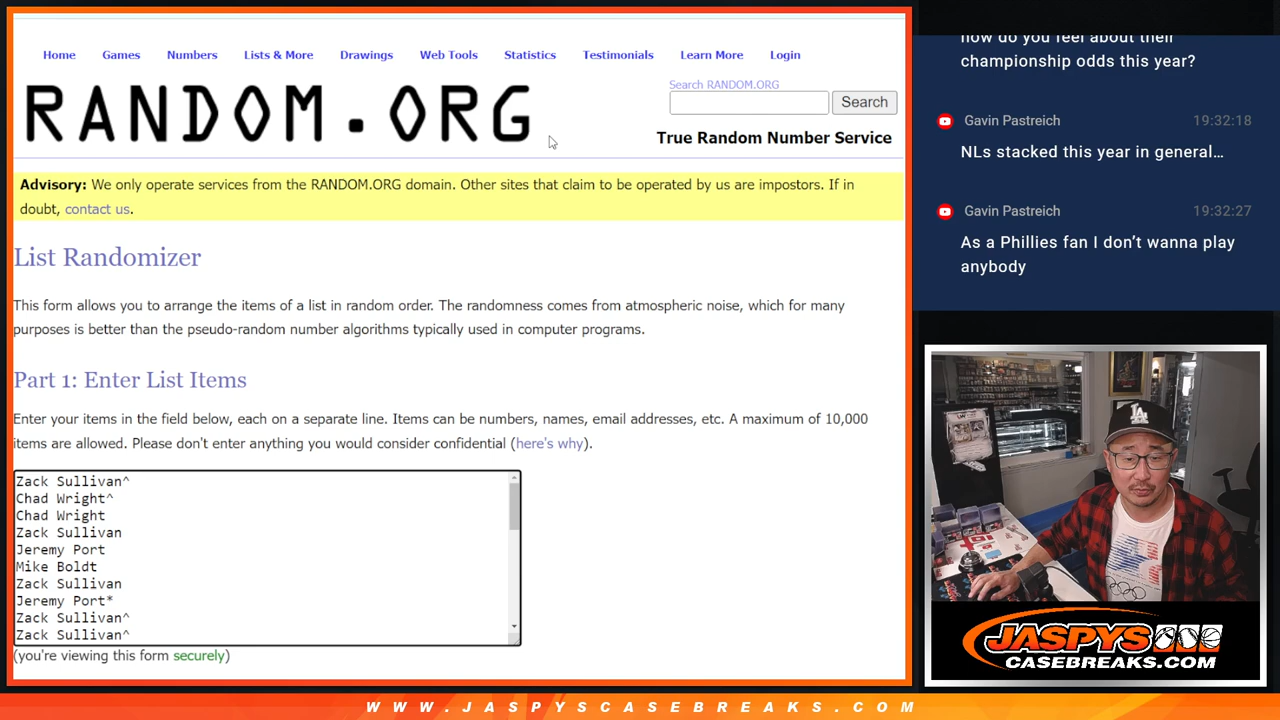 Home Games Numbers Lists & More Drawings Web Tools Statistics Testimonials Learn More Login
RANDOM.ORG
Search RANDOM.ORG
Search
True Random Number Service
Advisory: We only operate services from the RANDOM.ORG domain. Other sites that claim to be operated by us are impostors. If in
doubt, contact us.
List Randomizer
This form allows you to arrange the items of a list in random order. The randomness comes from atmospheric noise, which for many
purposes is better than the pseudo-random number algorithms typically used in computer programs.
Part 1: Enter List Items
Enter your items in the field below, each on a separate line. Items can be numbers, names, email addresses, etc. A maximum of 10,000
items are allowed. Please don't enter anything you would consider confidential (here's why).
Zack Sullivan^
Chad Wright^
Chad Wright
Zack Sullivan
Jeremy Port
Mike Boldt
Zack Sullivan
Jeremy Port*
Zack Sullivan^
Zack Sullivan^
(you're viewing this form securely)
how do you feel about their
championship odds this year?
Gavin Pastreich 19:32:18
NLs stacked this year in general...
Gavin Pastreich 19:32:27
As a Phillies fan I don't wanna play
anybody
LA
JASPYS
CASEBREAKS.COM
WWW.JASPYSCASEBREAKS.COM